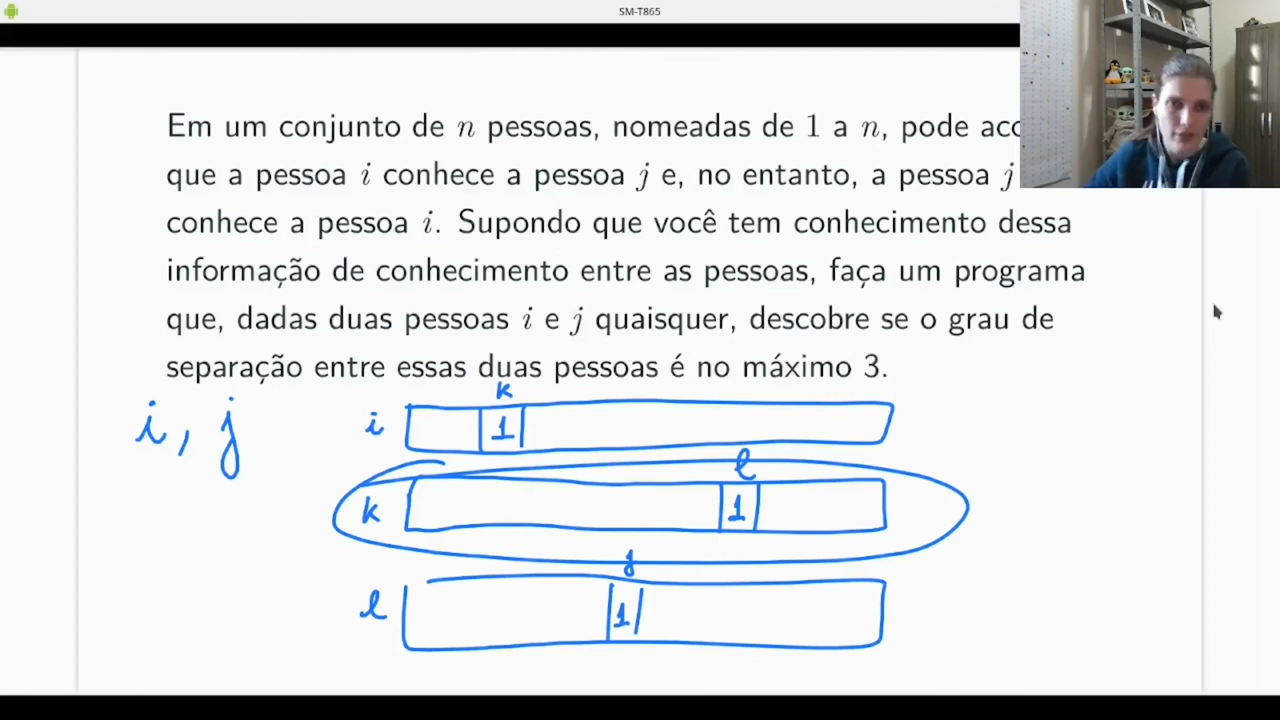 SM-T865
Em um conjunto de n pessoas, nomeadas de 1 a n, pode
que a pessoa i conhece a pessoa j e, no entanto, a pessoa j
conhece a pessoa i. Supondo que você tem conhecimento dessa
informação de conhecimento entre as pessoas, faça um programa
que, dadas duas pessoas i e j quaisquer, descobre se o grau de
separação entre essas duas pessoas é no máximo 3.
i, j
k
i 1
l
k 1
j
l 1